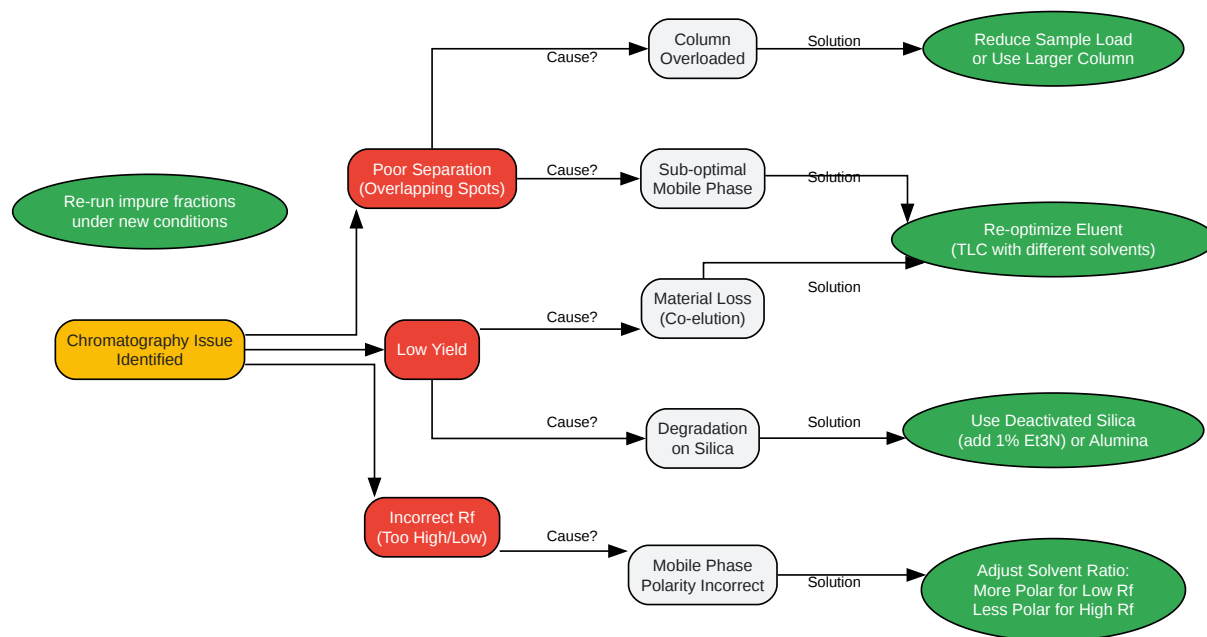 Column
Overloaded
Cause?
Solution
Reduce Sample Load
or Use Larger Column
Poor Separation
(Overlapping Spots)
Cause?
Sub-optimal
Mobile Phase
Solution
Re-run impure fractions
under new conditions
Re-optimize Eluent
(TLC with different solvents)
Material Loss
(Co-elution)
Solution
Cause?
Chromatography Issue
Identified
Low Yield
Cause?
Degradation
on Silica
Solution
Use Deactivated Silica
(add 1% Et3N) or Alumina
Incorrect Rf
(Too High/Low)
Cause?
Mobile Phase
Polarity Incorrect
Solution
Adjust Solvent Ratio:
More Polar for Low Rf
Less Polar for High Rf